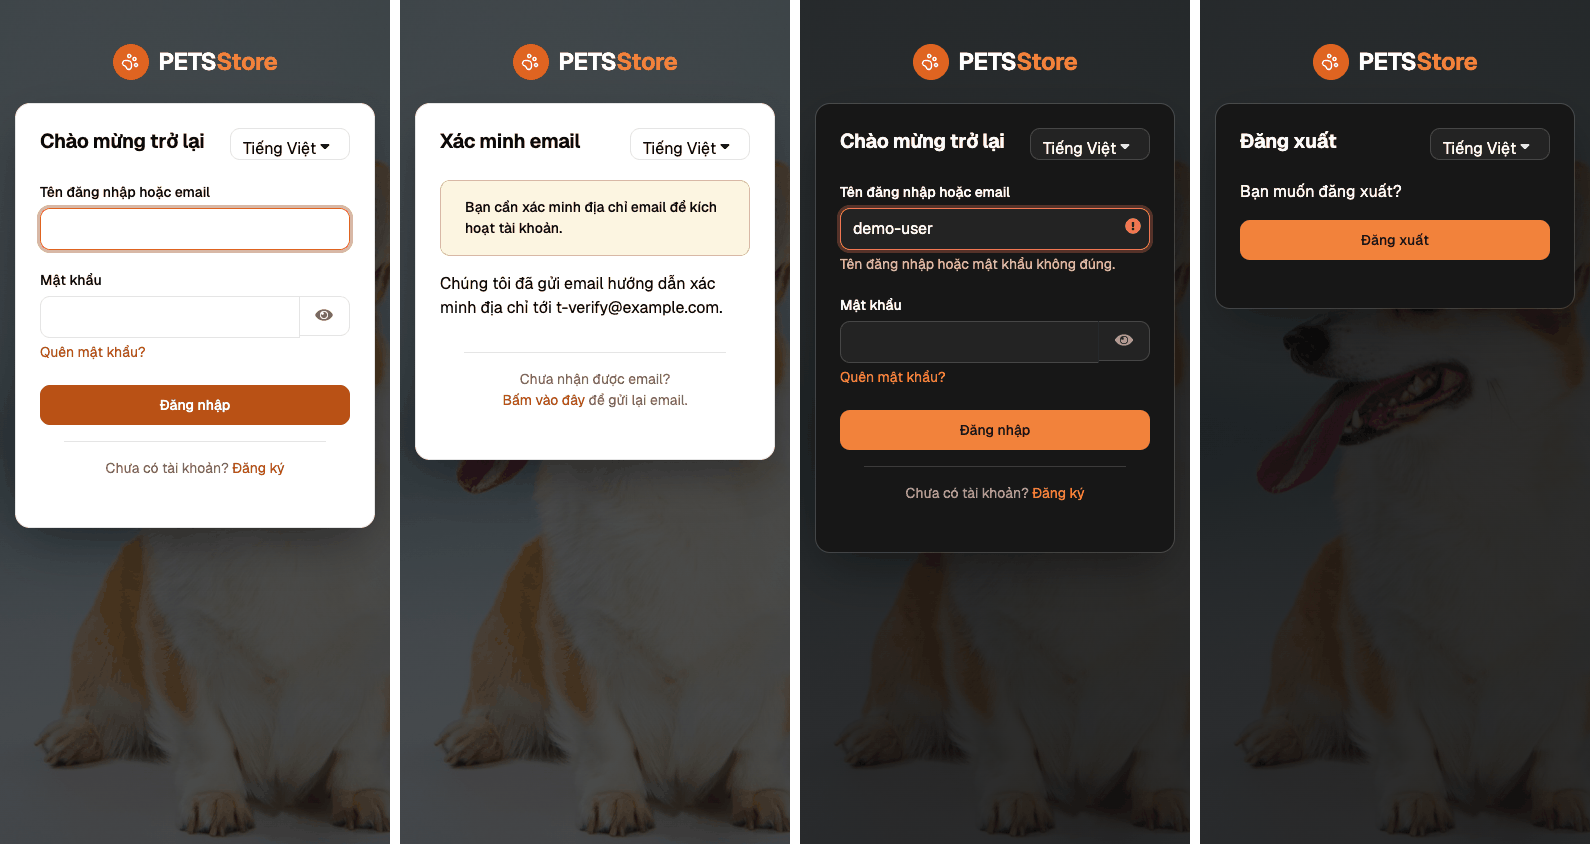 PETSStore
Chào mừng trở lại
Tiếng Việt
Tên đăng nhập hoặc email
Mật khẩu
Quên mật khẩu?
Đăng nhập
Chưa có tài khoản? Đăng ký
PETSStore
Xác minh email
Tiếng Việt
Bạn cần xác minh địa chỉ email để kích
hoạt tài khoản.
Chúng tôi đã gửi email hướng dẫn xác
minh địa chỉ tới t-verify@example.com.
Chưa nhận được email?
Bấm vào đây để gửi lại email.
PETSStore
Chào mừng trở lại
Tiếng Việt
Tên đăng nhập hoặc email
demo-user
Tên đăng nhập hoặc mật khẩu không đúng.
Mật khẩu
Quên mật khẩu?
Đăng nhập
Chưa có tài khoản? Đăng ký
PETSStore
Đăng xuất
Tiếng Việt
Bạn muốn đăng xuất?
Đăng xuất